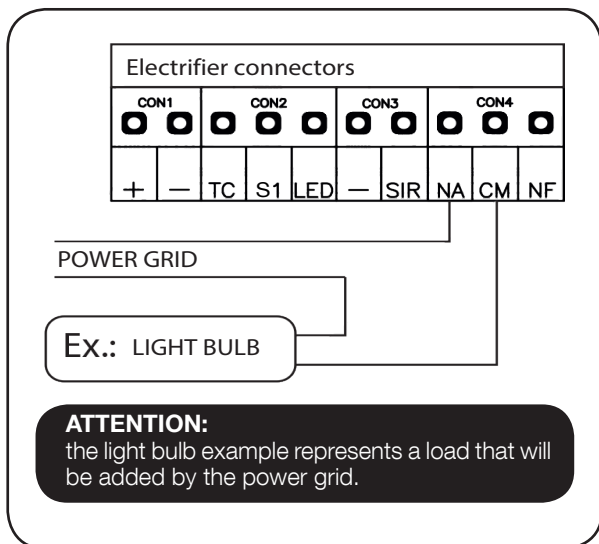 Electrifier connectors
CON1 CON2 CON3 CON4
+ — TC S1 LED — SIR NA CM NF
POWER GRID
Ex.: LIGHT BULB
ATTENTION:
the light bulb example represents a load that will
be added by the power grid.